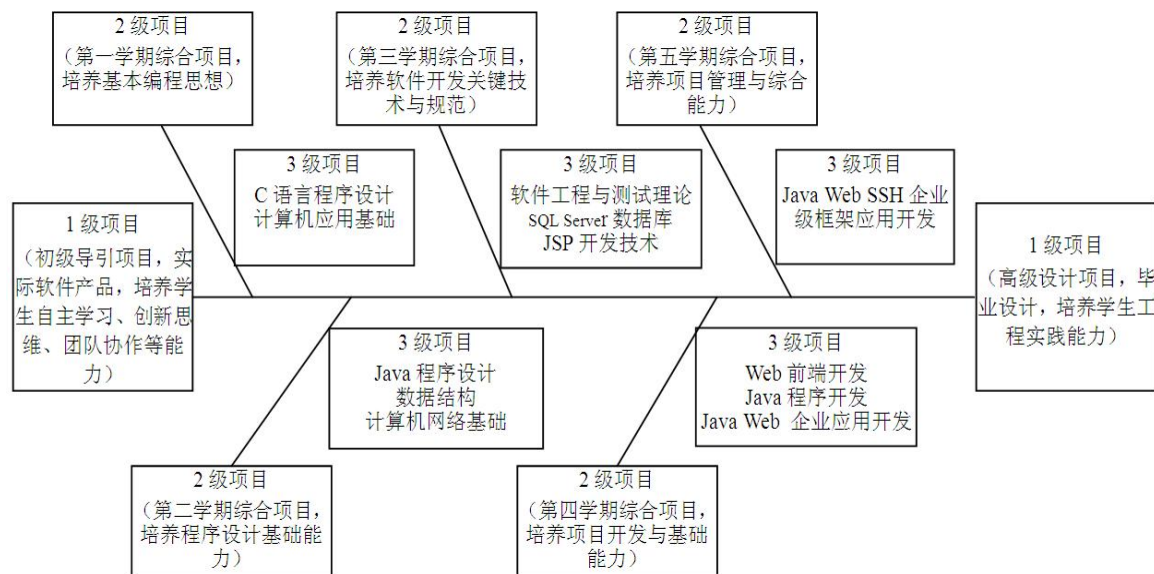 2 级项目
（第一学期综合项目，
培养基本编程思想）
2 级项目
（第三学期综合项目，
培养软件开发关键技
术与规范）
2 级项目
（第五学期综合项目，
培养项目管理与综合
能力）
3 级项目
C 语言程序设计
计算机应用基础
3 级项目
软件工程与测试理论
SQL Server 数据库
JSP 开发技术
3 级项目
Java Web SSH 企业
级框架应用开发
1 级项目
（初级导引项目，实
际软件产品，培养学
生自主学习、创新思
维、团队协作等能
力）
1 级项目
（高级设计项目，毕
业设计，培养学生工
程实践能力）
3 级项目
Java 程序设计
数据结构
计算机网络基础
3 级项目
Web 前端开发
Java 程序开发
Java Web 企业应用开发
2 级项目
（第二学期综合项目，
培养程序设计基础能
力）
2 级项目
（第四学期综合项目，
培养项目开发与基础
能力）